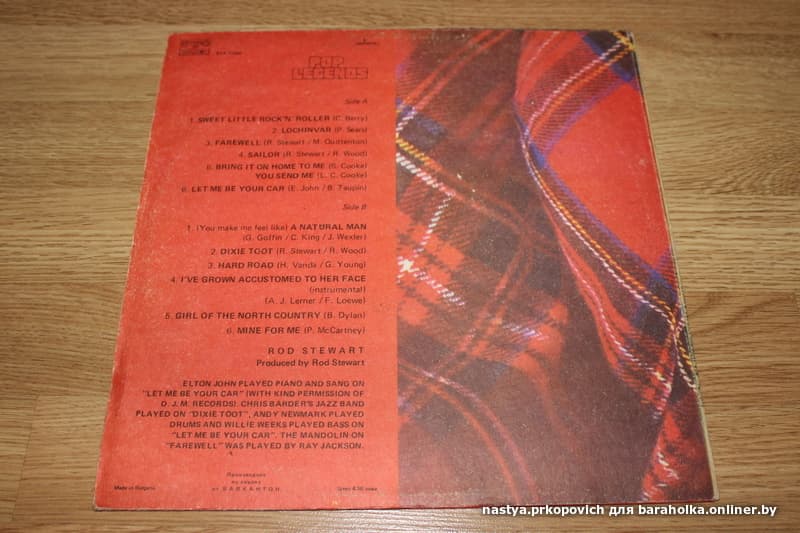 POP
LEGENDS
Side A
1. SWEET LITTLE ROCK'N' ROLLER (C. Berry)
2. LOCHINVAR (P. Sears)
3. FAREWELL (R. Stewart / M. Quittenton)
4. SAILOR (R. Stewart / R. Wood)
5. BRING IT ON HOME TO ME (S. Cooke)
YOU SEND ME (L. C. Cooke)
6. LET ME BE YOUR CAR (E. John / B. Taupin)
Side B
1. (You make me feel like) A NATURAL MAN
(G. Goffin / C. King / J. Wexler)
2. DIXIE TOOT (R. Stewart / R. Wood)
3. HARD ROAD (H. Vanda / G. Young)
4. I'VE GROWN ACCUSTOMED TO HER FACE
(instrumental)
(A. J. Lerner / F. Loewe)
5. GIRL OF THE NORTH COUNTRY (B. Dylan)
6. MINE FOR ME (P. McCartney)
ROD STEWART
Produced by Rod Stewart
ELTON JOHN PLAYED PIANO AND SANG ON
"LET ME BE YOUR CAR" (WITH KIND PERMISSION OF
D. J. M. RECORDS). CHRIS BARDER'S JAZZ BAND
PLAYED ON "DIXIE TOOT", ANDY NEWMARK PLAYED
DRUMS AND WILLIE WEEKS PLAYED BASS ON
"LET ME BE YOUR CAR". THE MANDOLIN ON
"FAREWELL" WAS PLAYED BY RAY JACKSON.
Made in Bulgaria
Производство
от БАЛКАНТОН
Цена
лева
nastya.prkopovich для baraholka.onliner.by